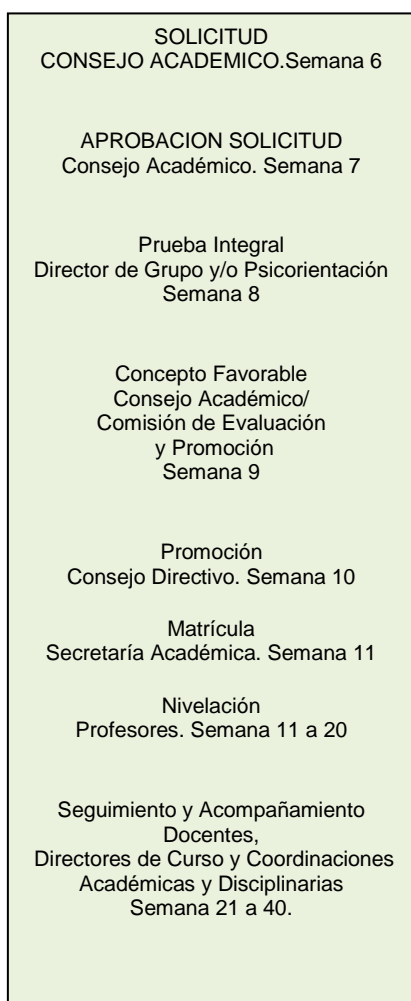 SOLICITUD
CONSEJO ACADEMICO.Semana 6
APROBACION SOLICITUD
Consejo Académico. Semana 7
Prueba Integral
Director de Grupo y/o Psicorientación
Semana 8
Concepto Favorable
Consejo Académico/
Comisión de Evaluación
y Promoción
Semana 9
Promoción
Consejo Directivo. Semana 10
Matrícula
Secretaría Académica. Semana 11
Nivelación
Profesores. Semana 11 a 20
Seguimiento y Acompañamiento
Docentes,
Directores de Curso y Coordinaciones
Académicas y Disciplinarias
Semana 21 a 40.